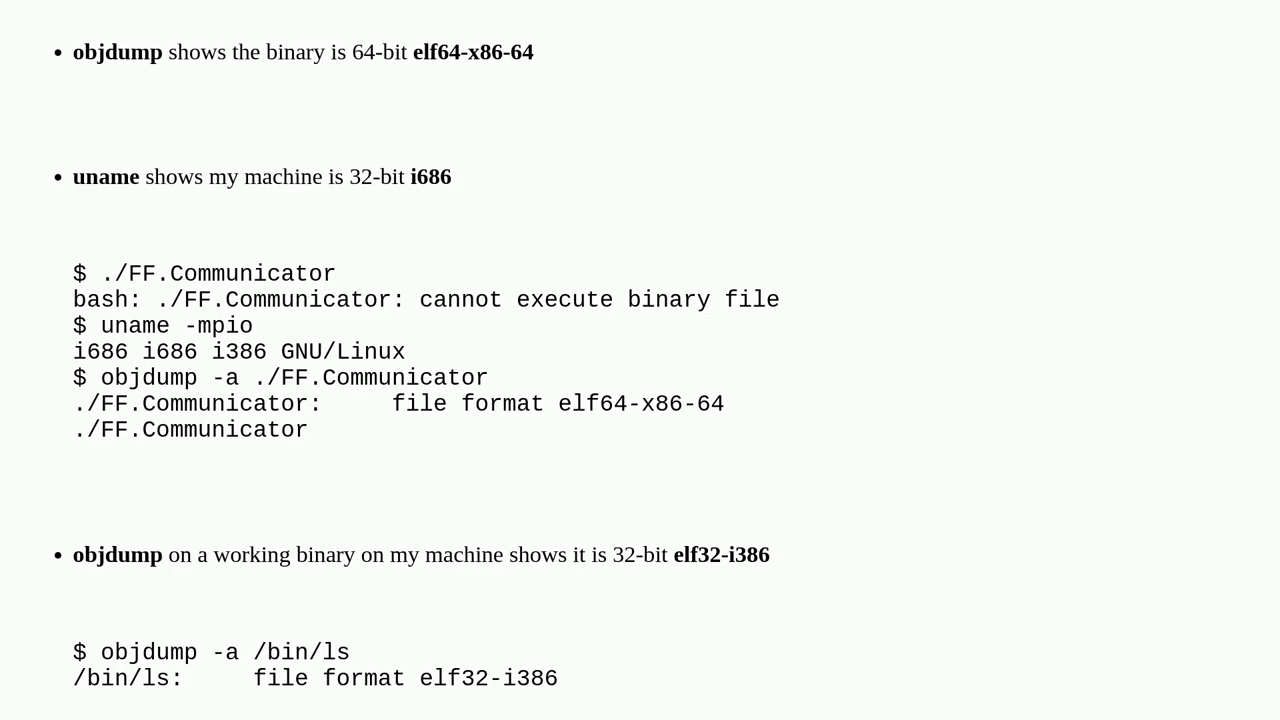 • objdump shows the binary is 64-bit elf64-x86-64
• uname shows my machine is 32-bit i686
$ ./FF.Communicator
bash: ./FF.Communicator: cannot execute binary file
$ uname -mpio
i686 i686 i386 GNU/Linux
$ objdump -a ./FF.Communicator
./FF.Communicator:     file format elf64-x86-64
./FF.Communicator
• objdump on a working binary on my machine shows it is 32-bit elf32-i386
$ objdump -a /bin/ls
/bin/ls:     file format elf32-i386